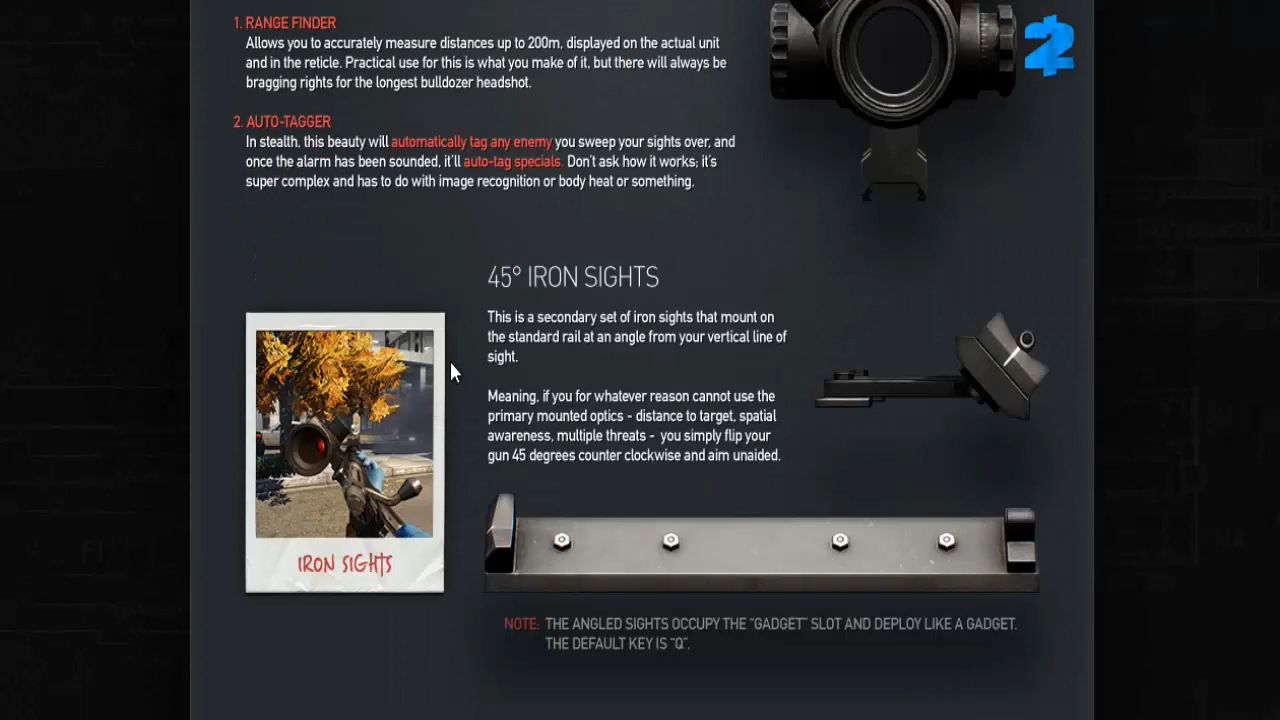 1. RANGE FINDER
Allows you to accurately measure distances up to 200m, displayed on the actual unit
and in the reticle. Practical use for this is what you make of it, but there will always be
bragging rights for the longest bulldozer headshot.
2. AUTO-TAGGER
In stealth, this beauty will automatically tag any enemy you sweep your sights over, and
once the alarm has been sounded, it'll auto-tag specials. Don't ask how it works; it's
super complex and has to do with image recognition or body heat or something.
45° IRON SIGHTS
This is a secondary set of iron sights that mount on
the standard rail at an angle from your vertical line of
sight.
Meaning, if you for whatever reason cannot use the
primary mounted optics - distance to target, spatial
awareness, multiple threats - you simply flip your
gun 45 degrees counter clockwise and aim unaided.
IRON SIGHTS
NOTE: THE ANGLED SIGHTS OCCUPY THE "GADGET" SLOT AND DEPLOY LIKE A GADGET.
THE DEFAULT KEY IS "Q".
2